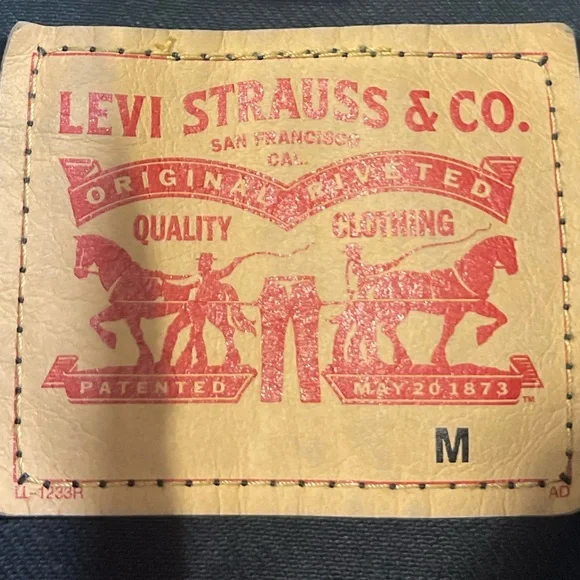 LEVI STRAUSS & CO.
SAN FRANCISCO
CAL.
ORIGINAL RIVETED
QUALITY CLOTHING
PATENTED MAY 20 1873 ™
M
LL-1233R AD